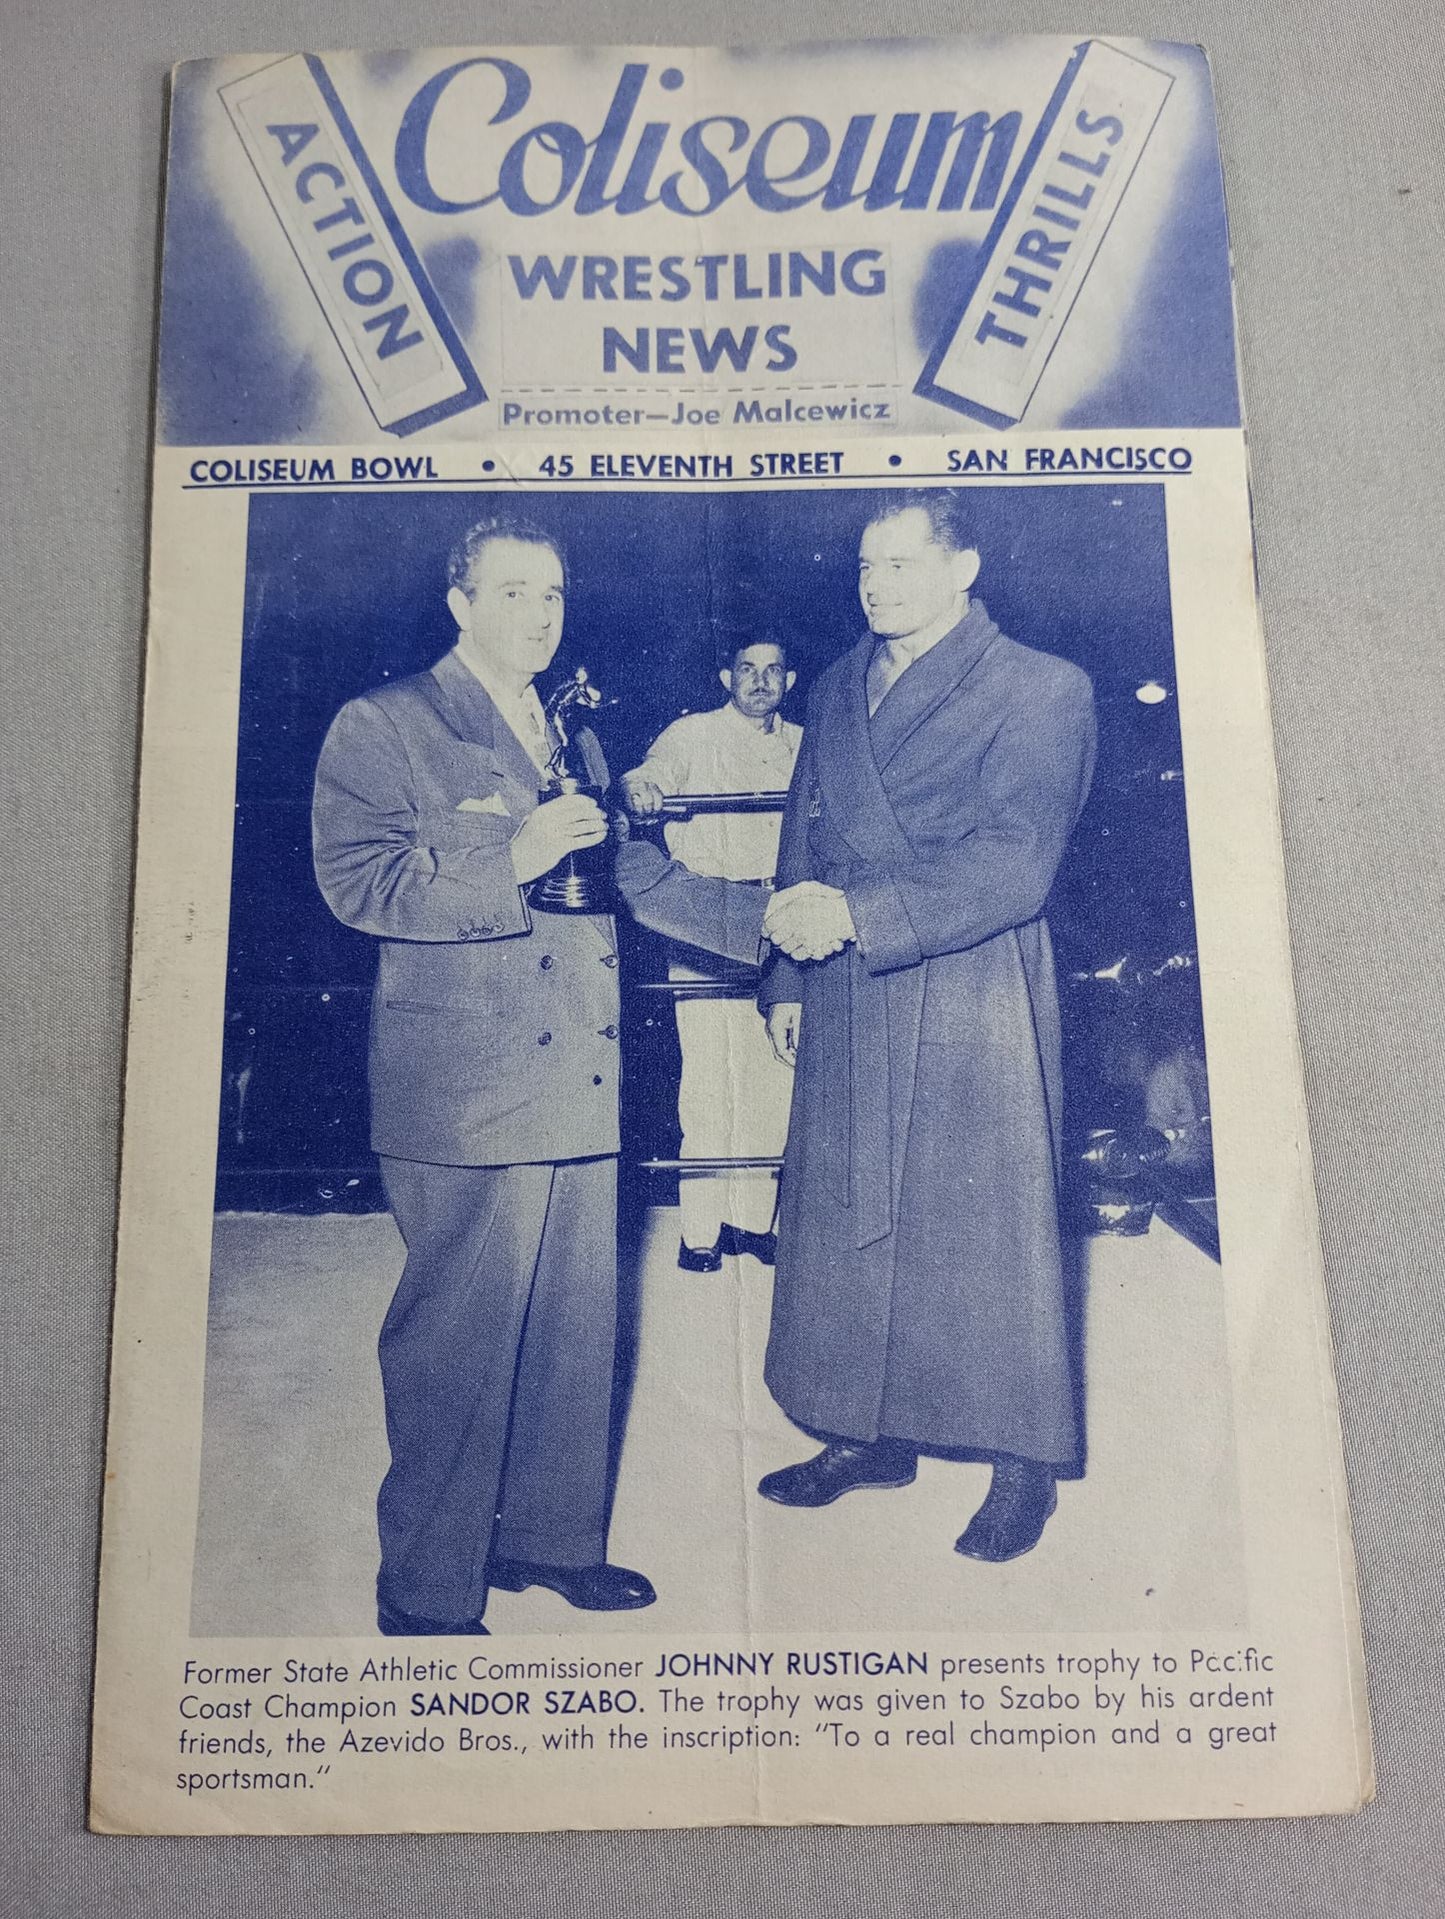 ACTION
Coliseum
THRILLS
WRESTLING
NEWS
Promoter—Joe Malcewicz
COLISEUM BOWL • 45 ELEVENTH STREET • SAN FRANCISCO
Former State Athletic Commissioner JOHNNY RUSTIGAN presents trophy to Pacific
Coast Champion SANDOR SZABO. The trophy was given to Szabo by his ardent
friends, the Azevido Bros., with the inscription: "To a real champion and a great
sportsman."